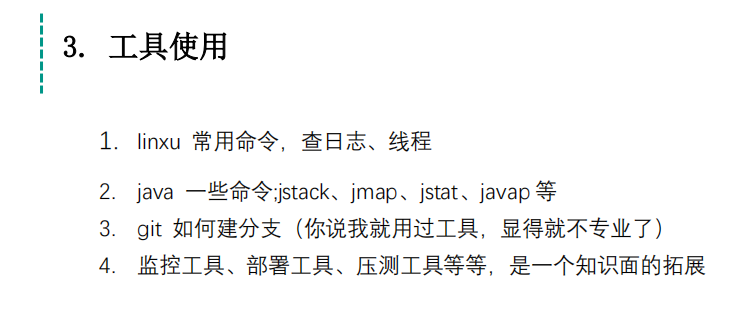 3. 工具使用
1. linxu 常用命令，查日志、线程
2. java 一些命令;jstack、jmap、jstat、javap 等
3. git 如何建分支（你说我就用过工具，显得就不专业了）
4. 监控工具、部署工具、压测工具等等，是一个知识面的拓展